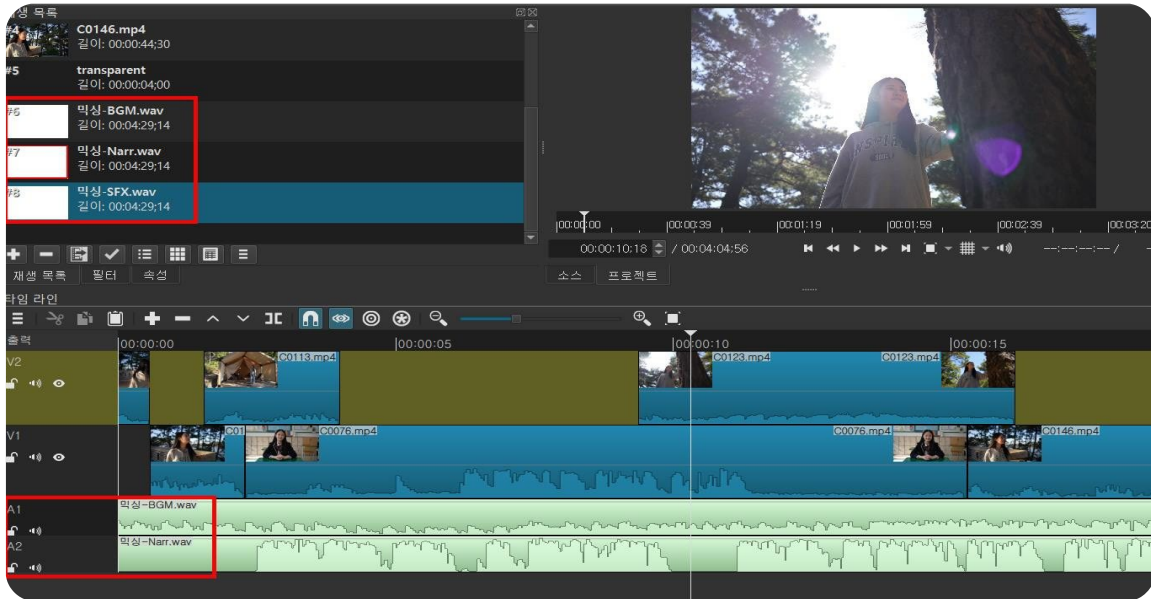 재생 목록
#4
C0146.mp4
길이: 00:00:44;30
#5
transparent
길이: 00:00:04;00
#6
믹싱-BGM.wav
길이: 00:04:29;14
#7
믹싱-Narr.wav
길이: 00:04:29;14
#8
믹싱-SFX.wav
길이: 00:04:29;14
재생 목록 필터 속성
00:00:00 00:00:39 00:01:19 00:01:59 00:02:39 00:03:20
00:00:10:18 / 00:04:04:56 --:--:--:-- /
소스 프로젝트
타임 라인
출력
00:00:00 00:00:05 00:00:10 00:00:15
V2
C0113.mp4 C0123.mp4 C0123.mp4
V1
C01 C0076.mp4 C0076.mp4 C0146.mp4
A1
믹싱-BGM.wav
A2
믹싱-Narr.wav